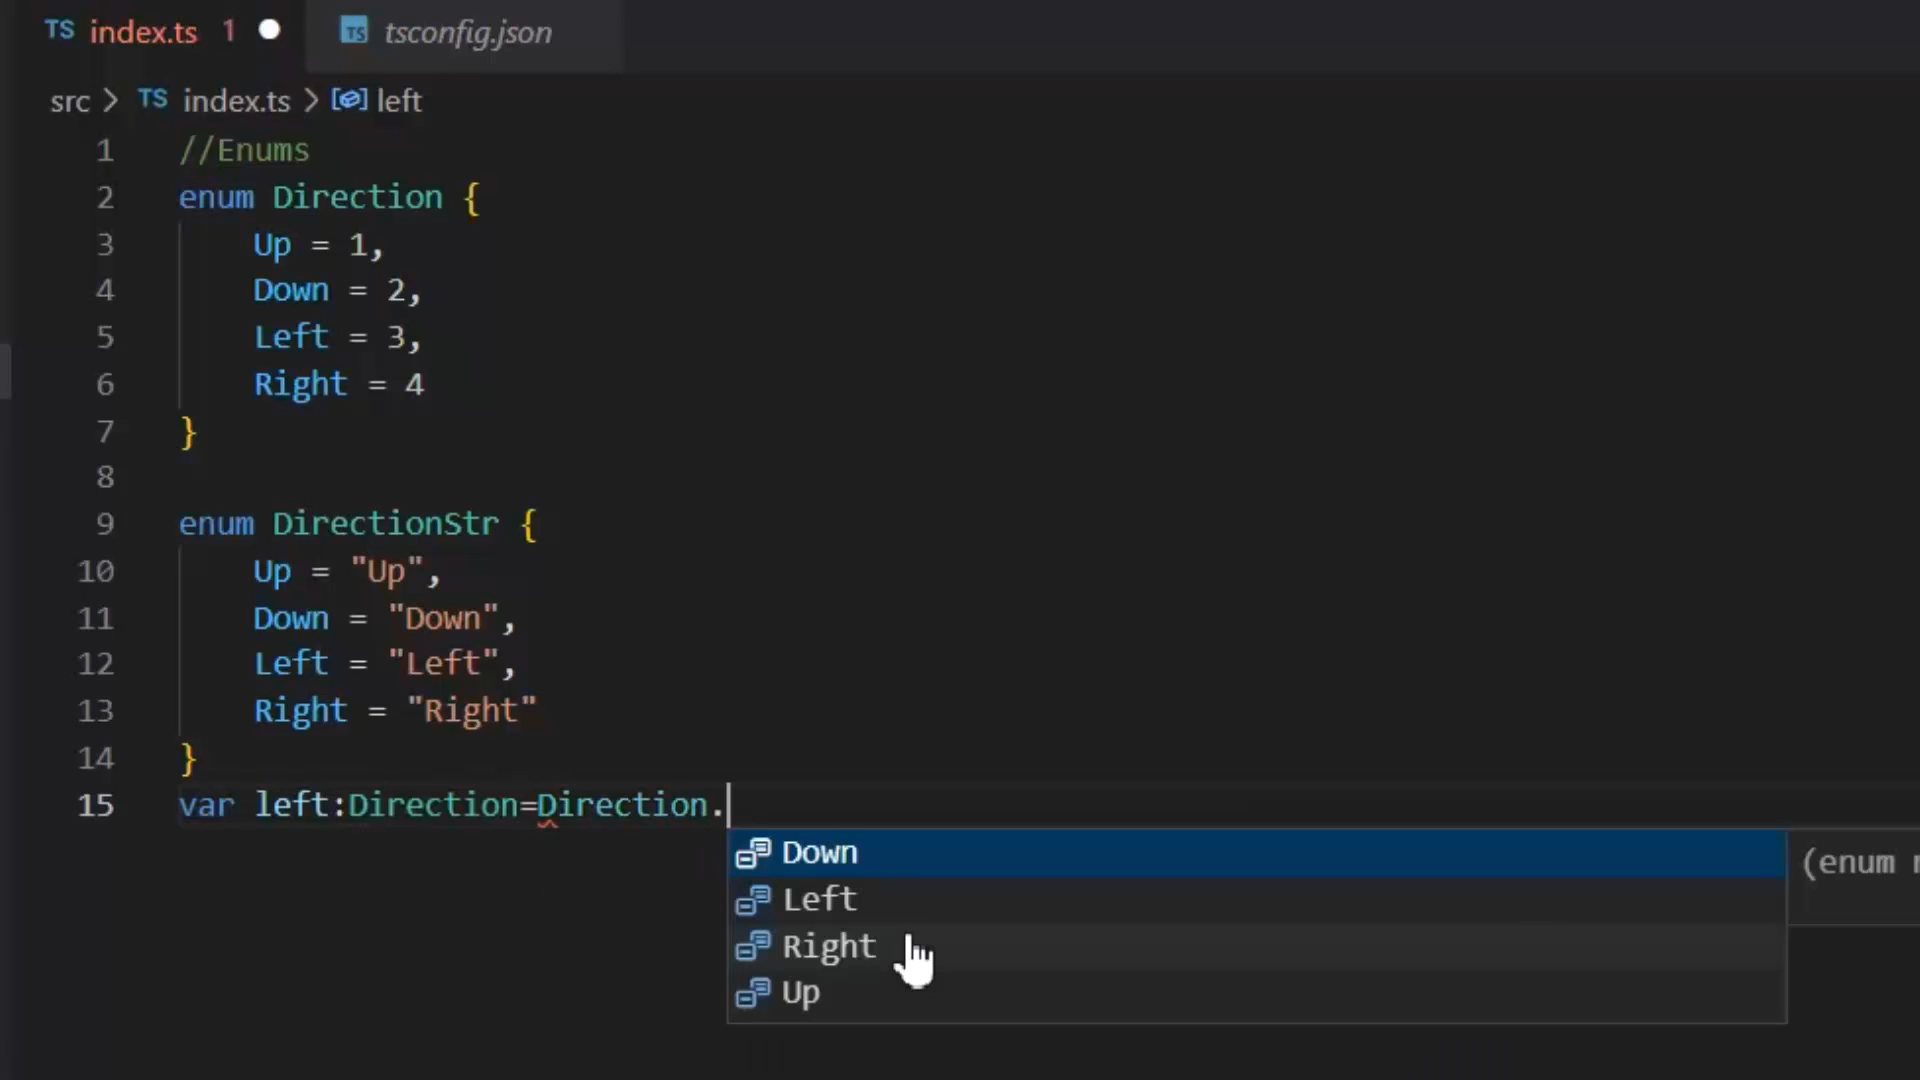 TS index.ts 1 tsconfig.json
src > TS index.ts > left
1 //Enums
2 enum Direction {
3 Up = 1,
4 Down = 2,
5 Left = 3,
6 Right = 4
7 }
8
9 enum DirectionStr {
10 Up = "Up",
11 Down = "Down",
12 Left = "Left",
13 Right = "Right"
14 }
15 var left:Direction=Direction.
Down (enum
Left
Right
Up